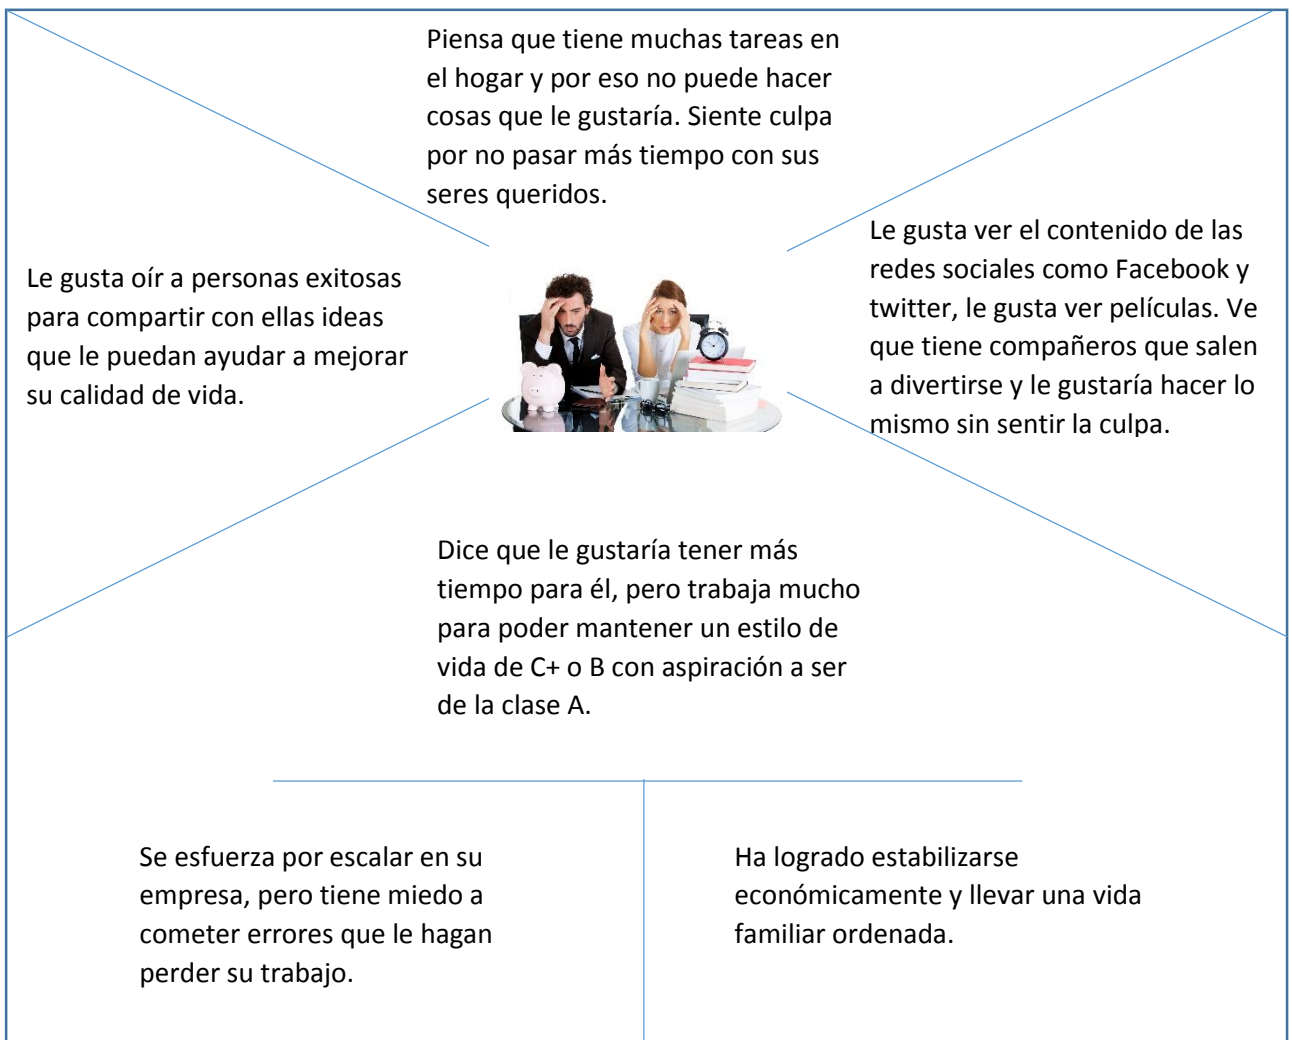 Piensa que tiene muchas tareas en
el hogar y por eso no puede hacer
cosas que le gustaría. Siente culpa
por no pasar más tiempo con sus
seres queridos.
Le gusta oír a personas exitosas
para compartir con ellas ideas
que le puedan ayudar a mejorar
su calidad de vida.
Le gusta ver el contenido de las
redes sociales como Facebook y
twitter, le gusta ver películas. Ve
que tiene compañeros que salen
a divertirse y le gustaría hacer lo
mismo sin sentir la culpa.
Dice que le gustaría tener más
tiempo para él, pero trabaja mucho
para poder mantener un estilo de
vida de C+ o B con aspiración a ser
de la clase A.
Se esfuerza por escalar en su
empresa, pero tiene miedo a
cometer errores que le hagan
perder su trabajo.
Ha logrado estabilizarse
económicamente y llevar una vida
familiar ordenada.